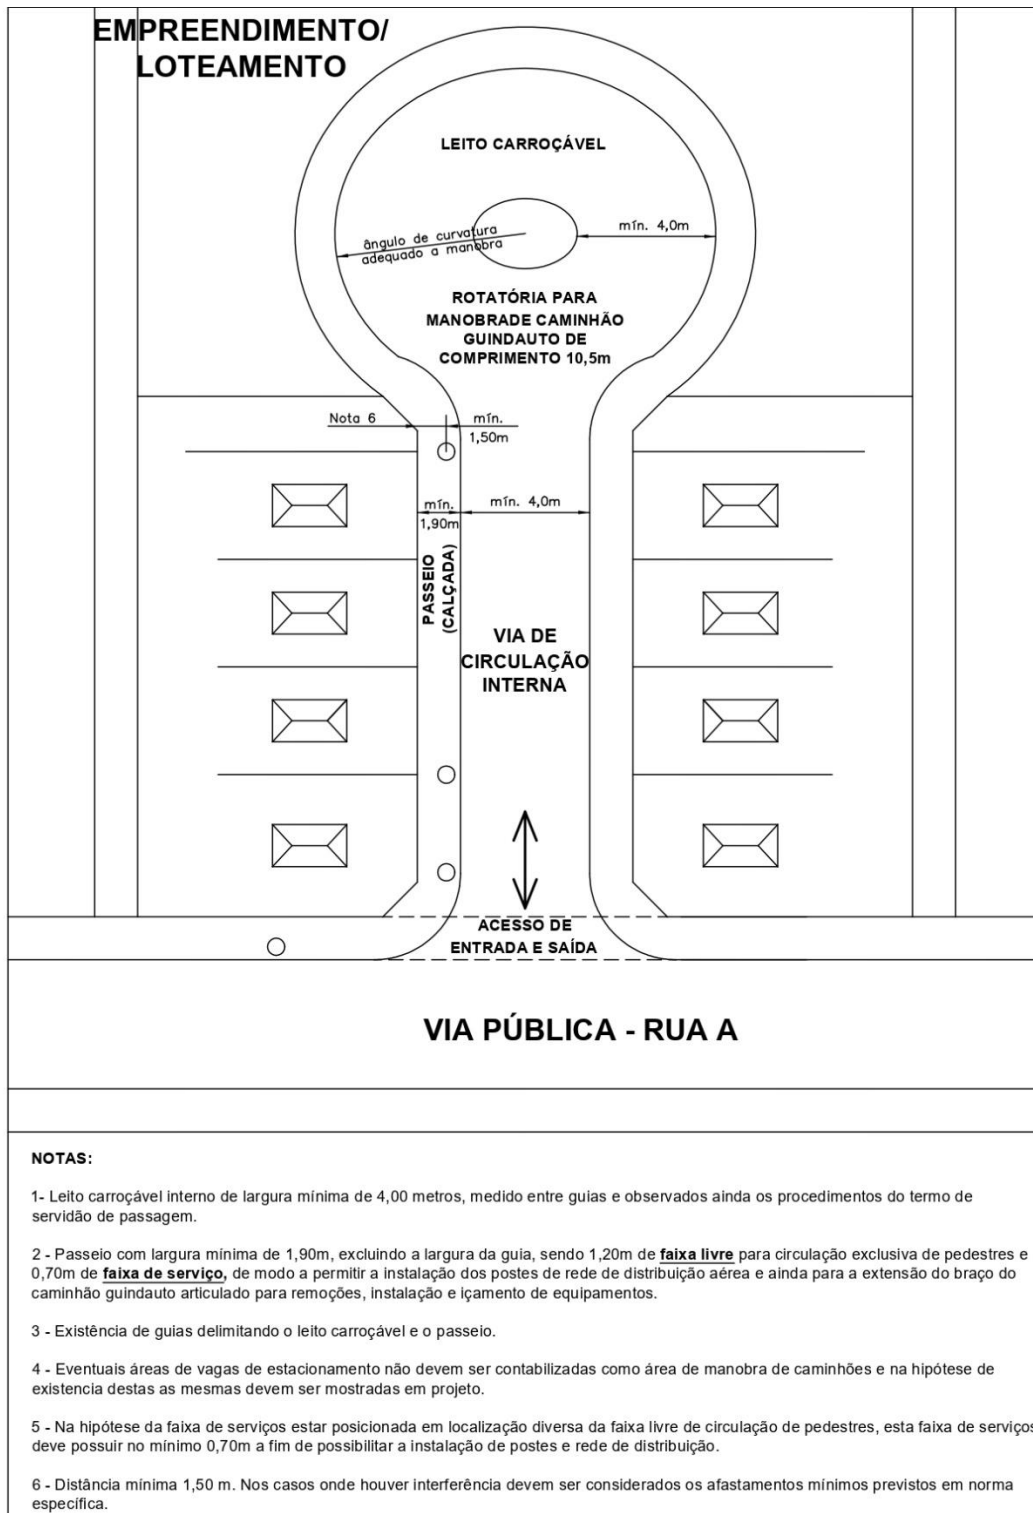 EMPREENDIMENTO/
LOTEAMENTO
LEITO CARROÇÁVEL
mín. 4,0m
ângulo de curvatura
adequado a manobra
ROTATÓRIA PARA
MANOBRADE CAMINHÃO
GUINDAUTO DE
COMPRIMENTO 10,5m
Nota 6
mín.
1,50m
mín.
1,90m
mín. 4,0m
PASSEIO
(CALÇADA)
VIA DE
CIRCULAÇÃO
INTERNA
ACESSO DE
ENTRADA E SAÍDA
VIA PÚBLICA - RUA A
NOTAS:
1- Leito carroçável interno de largura mínima de 4,00 metros, medido entre guias e observados ainda os procedimentos do termo de
servidão de passagem.
2 - Passeio com largura mínima de 1,90m, excluindo a largura da guia, sendo 1,20m de faixa livre para circulação exclusiva de pedestres e
0,70m de faixa de serviço, de modo a permitir a instalação dos postes de rede de distribuição aérea e ainda para a extensão do braço do
caminhão guindauto articulado para remoções, instalação e içamento de equipamentos.
3 - Existência de guias delimitando o leito carroçável e o passeio.
4 - Eventuais áreas de vagas de estacionamento não devem ser contabilizadas como área de manobra de caminhões e na hipótese de
existencia destas as mesmas devem ser mostradas em projeto.
5 - Na hipótese da faixa de serviços estar posicionada em localização diversa da faixa livre de circulação de pedestres, esta faixa de serviços
deve possuir no mínimo 0,70m a fim de possibilitar a instalação de postes e rede de distribuição.
6 - Distância mínima 1,50 m. Nos casos onde houver interferência devem ser considerados os afastamentos mínimos previstos em norma
específica.